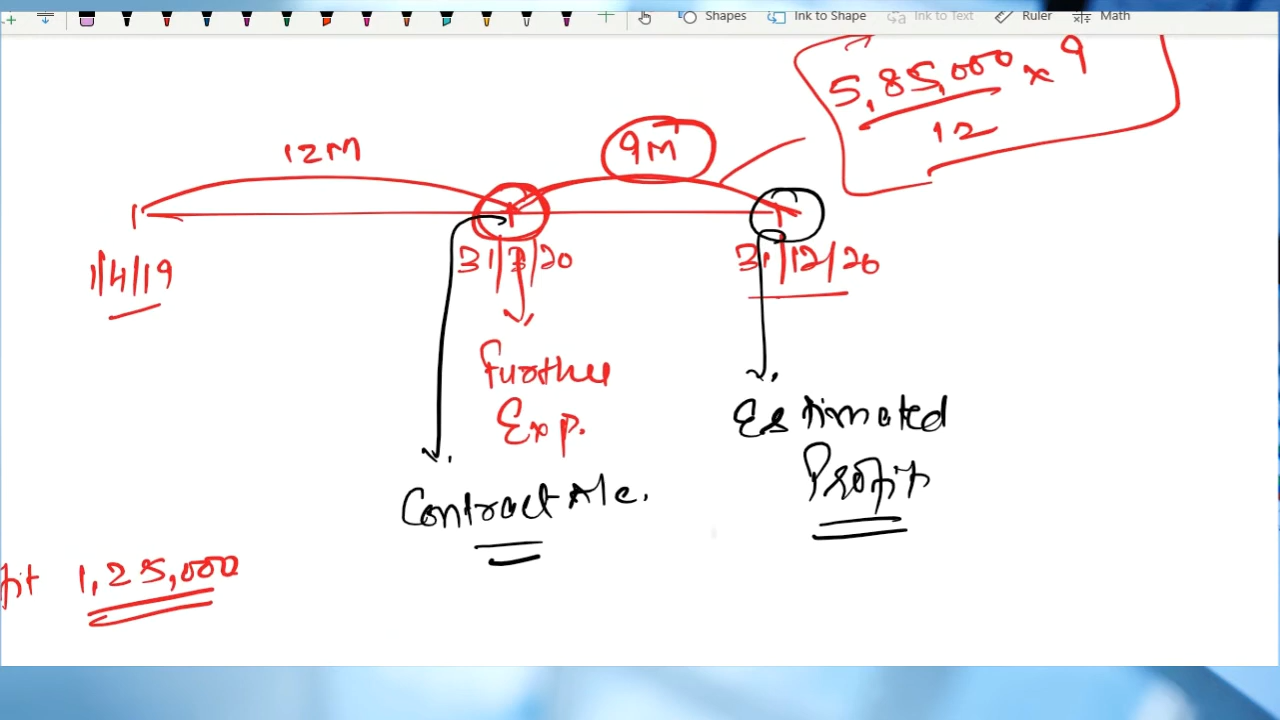 Shapes Ink to Shape Ink to Text Ruler Math
5,85,000 x 9
12
12M
9M
1/4/19
31/3/20
31/12/20
Further
Exp.
Estimated
Profit
Contract A/c.
1,25,000